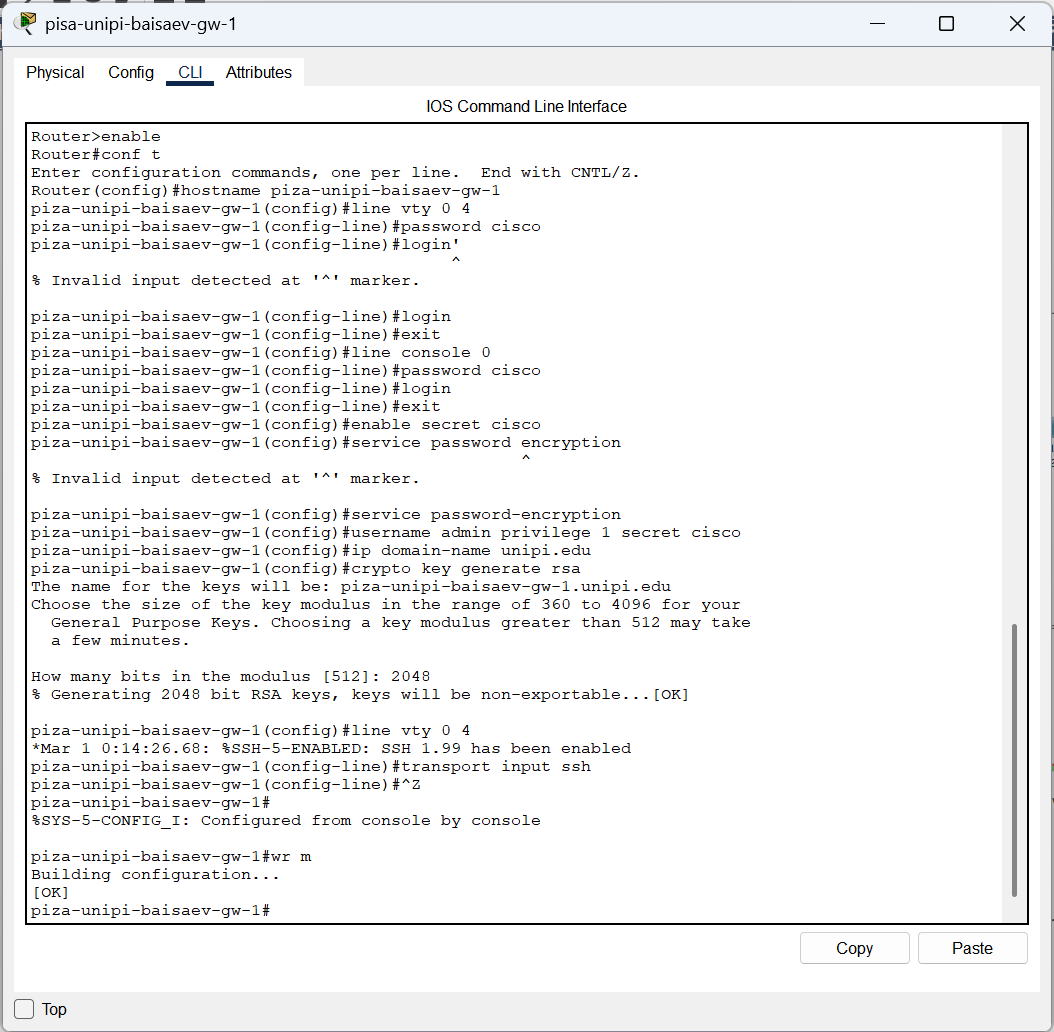 pisa-unipi-baisaev-gw-1
Physical Config CLI Attributes
IOS Command Line Interface
Router>enable
Router#conf t
Enter configuration commands, one per line.  End with CNTL/Z.
Router(config)#hostname piza-unipi-baisaev-gw-1
piza-unipi-baisaev-gw-1(config)#line vty 0 4
piza-unipi-baisaev-gw-1(config-line)#password cisco
piza-unipi-baisaev-gw-1(config-line)#login'
^
% Invalid input detected at '^' marker.
piza-unipi-baisaev-gw-1(config-line)#login
piza-unipi-baisaev-gw-1(config-line)#exit
piza-unipi-baisaev-gw-1(config)#line console 0
piza-unipi-baisaev-gw-1(config-line)#password cisco
piza-unipi-baisaev-gw-1(config-line)#login
piza-unipi-baisaev-gw-1(config-line)#exit
piza-unipi-baisaev-gw-1(config)#enable secret cisco
piza-unipi-baisaev-gw-1(config)#service password encryption
^
% Invalid input detected at '^' marker.
piza-unipi-baisaev-gw-1(config)#service password-encryption
piza-unipi-baisaev-gw-1(config)#username admin privilege 1 secret cisco
piza-unipi-baisaev-gw-1(config)#ip domain-name unipi.edu
piza-unipi-baisaev-gw-1(config)#crypto key generate rsa
The name for the keys will be: piza-unipi-baisaev-gw-1.unipi.edu
Choose the size of the key modulus in the range of 360 to 4096 for your
General Purpose Keys. Choosing a key modulus greater than 512 may take
a few minutes.
How many bits in the modulus [512]: 2048
% Generating 2048 bit RSA keys, keys will be non-exportable...[OK]
piza-unipi-baisaev-gw-1(config)#line vty 0 4
*Mar 1 0:14:26.68: %SSH-5-ENABLED: SSH 1.99 has been enabled
piza-unipi-baisaev-gw-1(config-line)#transport input ssh
piza-unipi-baisaev-gw-1(config-line)#^Z
piza-unipi-baisaev-gw-1#
%SYS-5-CONFIG_I: Configured from console by console
piza-unipi-baisaev-gw-1#wr m
Building configuration...
[OK]
piza-unipi-baisaev-gw-1#
Copy Paste
Top